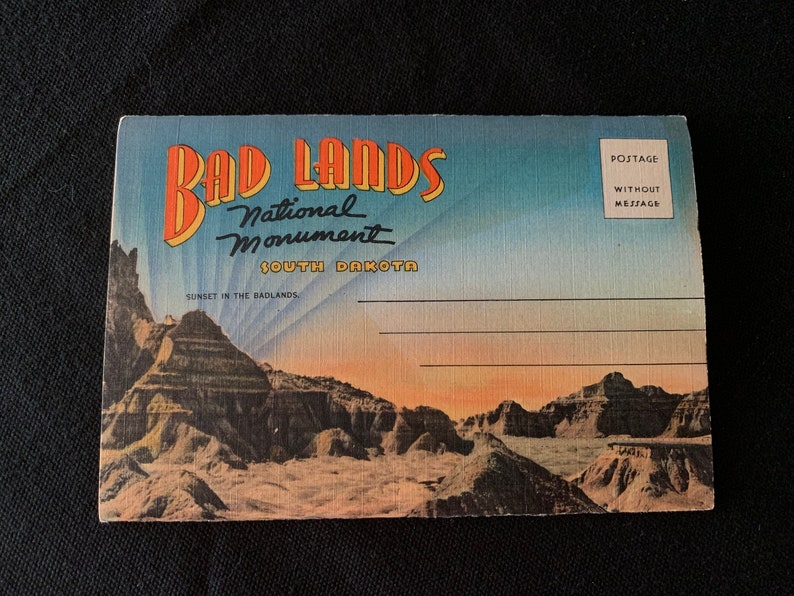 BAD LANDS
National
Monument
SOUTH DAKOTA
SUNSET IN THE BADLANDS.
POSTAGE
WITHOUT
MESSAGE